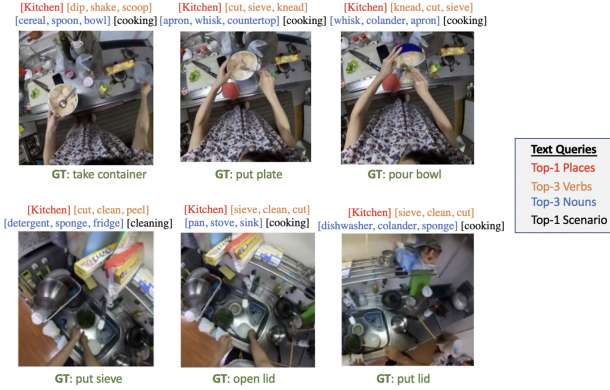 [Kitchen] [dip, shake, scoop]
[cereal, spoon, bowl] [cooking]
[Kitchen] [cut, sieve, knead]
[apron, whisk, countertop] [cooking]
[Kitchen] [knead, cut, sieve]
[whisk, colander, apron] [cooking]
GT: take container
GT: put plate
GT: pour bowl
Text Queries
Top-1 Places
Top-3 Verbs
Top-3 Nouns
Top-1 Scenario
[Kitchen] [cut, clean, peel]
[detergent, sponge, fridge] [cleaning]
[Kitchen] [sieve, clean, cut]
[pan, stove, sink] [cooking]
[Kitchen] [sieve, clean, cut]
[dishwasher, colander, sponge] [cooking]
GT: put sieve
GT: open lid
GT: put lid